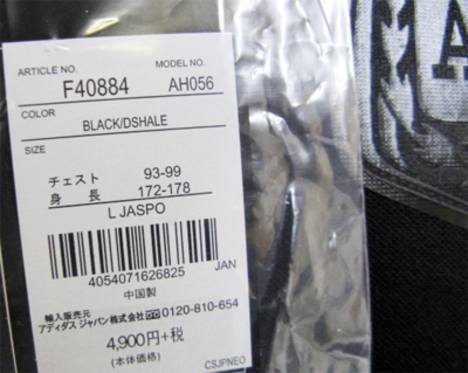 ARTICLE NO. MODEL NO.
F40884 AH056
COLOR
BLACK/DSHALE
SIZE
チェスト 93-99
身長 172-178
L JASPO
4054071626825 JAN
中国製
輸入販売元
アディダス ジャパン株式会社 0120-810-654
4,900円+税
(本体価格)
CSJPNEO
A